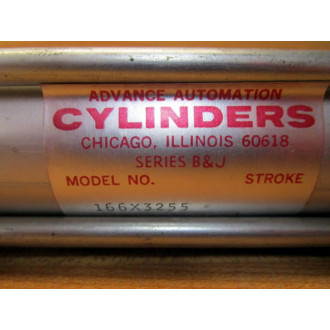 ADVANCE AUTOMATION
CYLINDERS
CHICAGO, ILLINOIS 60618
SERIES B&J
MODEL NO. STROKE
166X3255